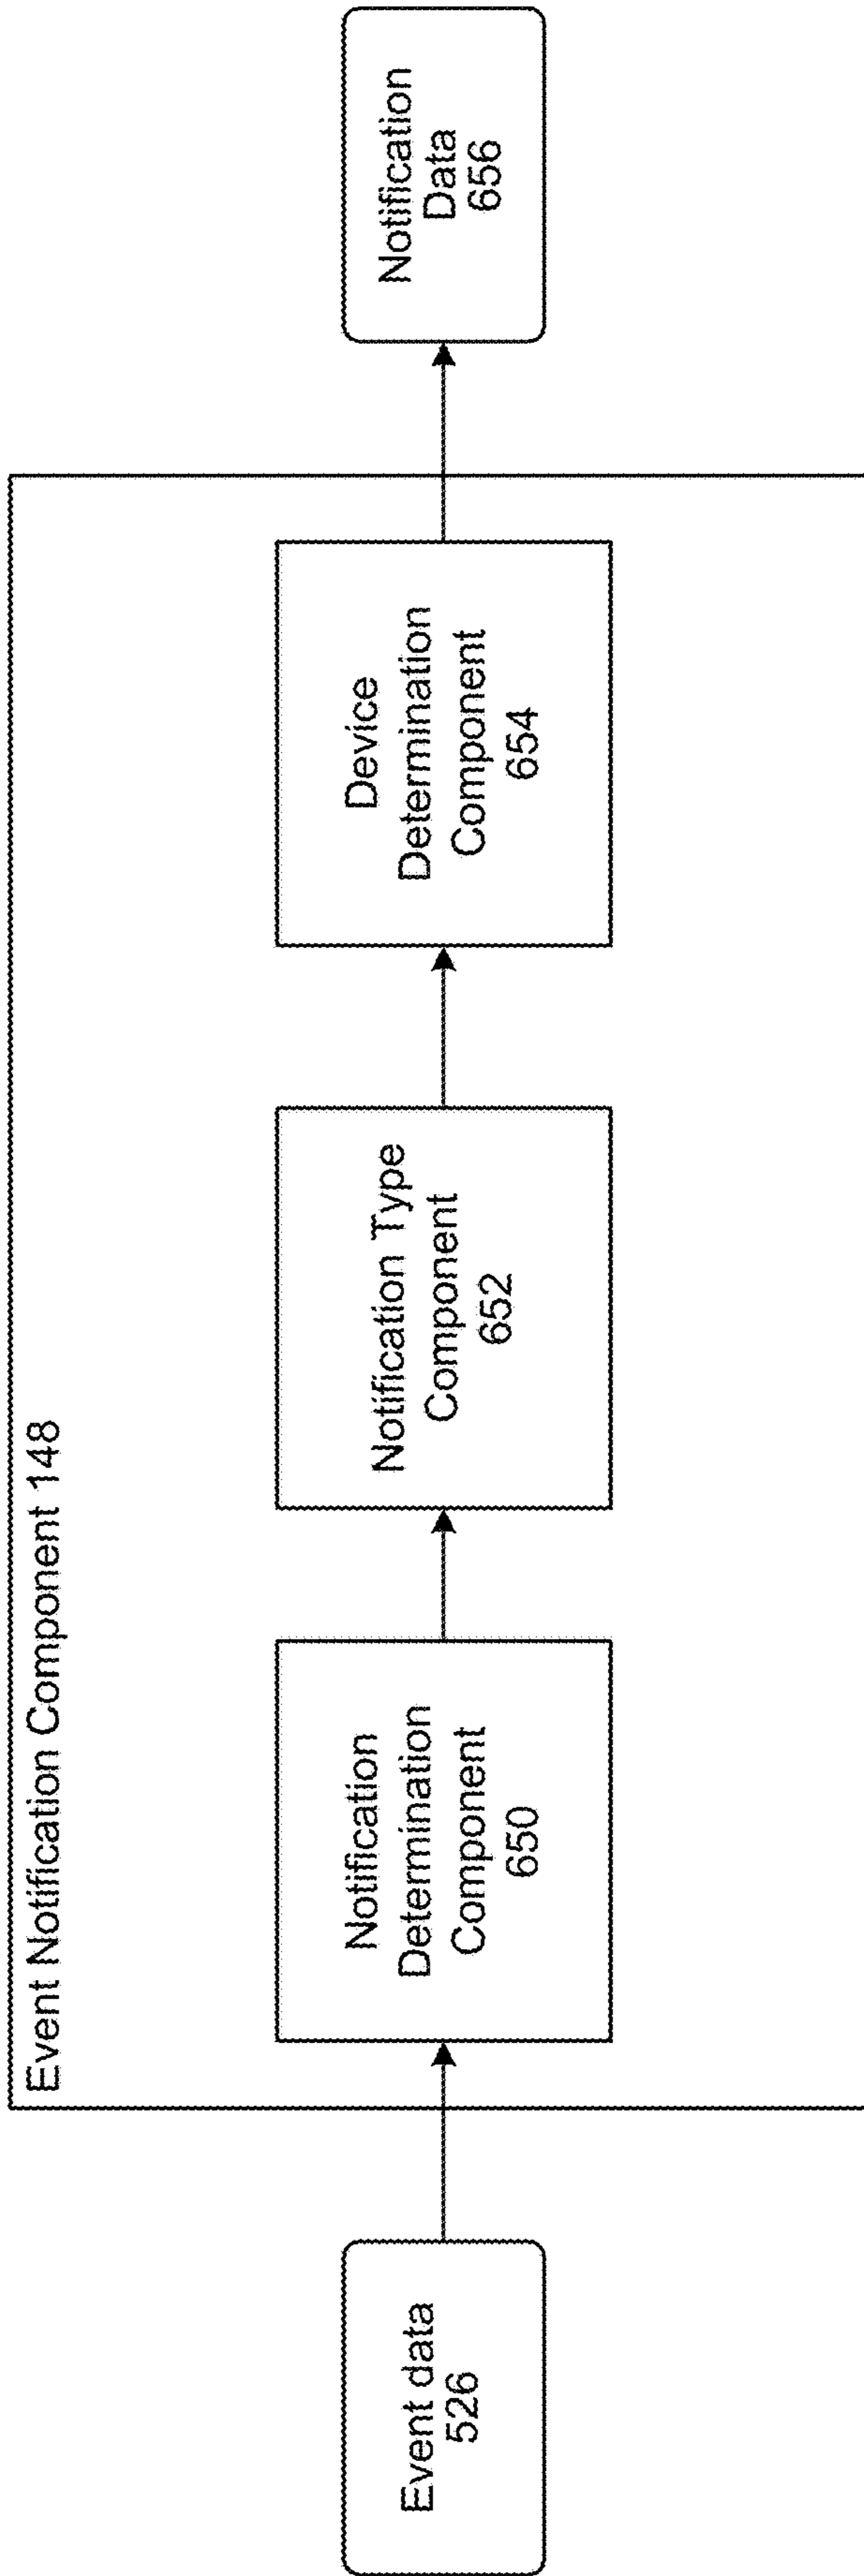 Event Notification Component 148
Event data
526
Notification
Determination
Component
650
Notification Type
Component
652
Device
Determination
Component
654
Notification
Data
656